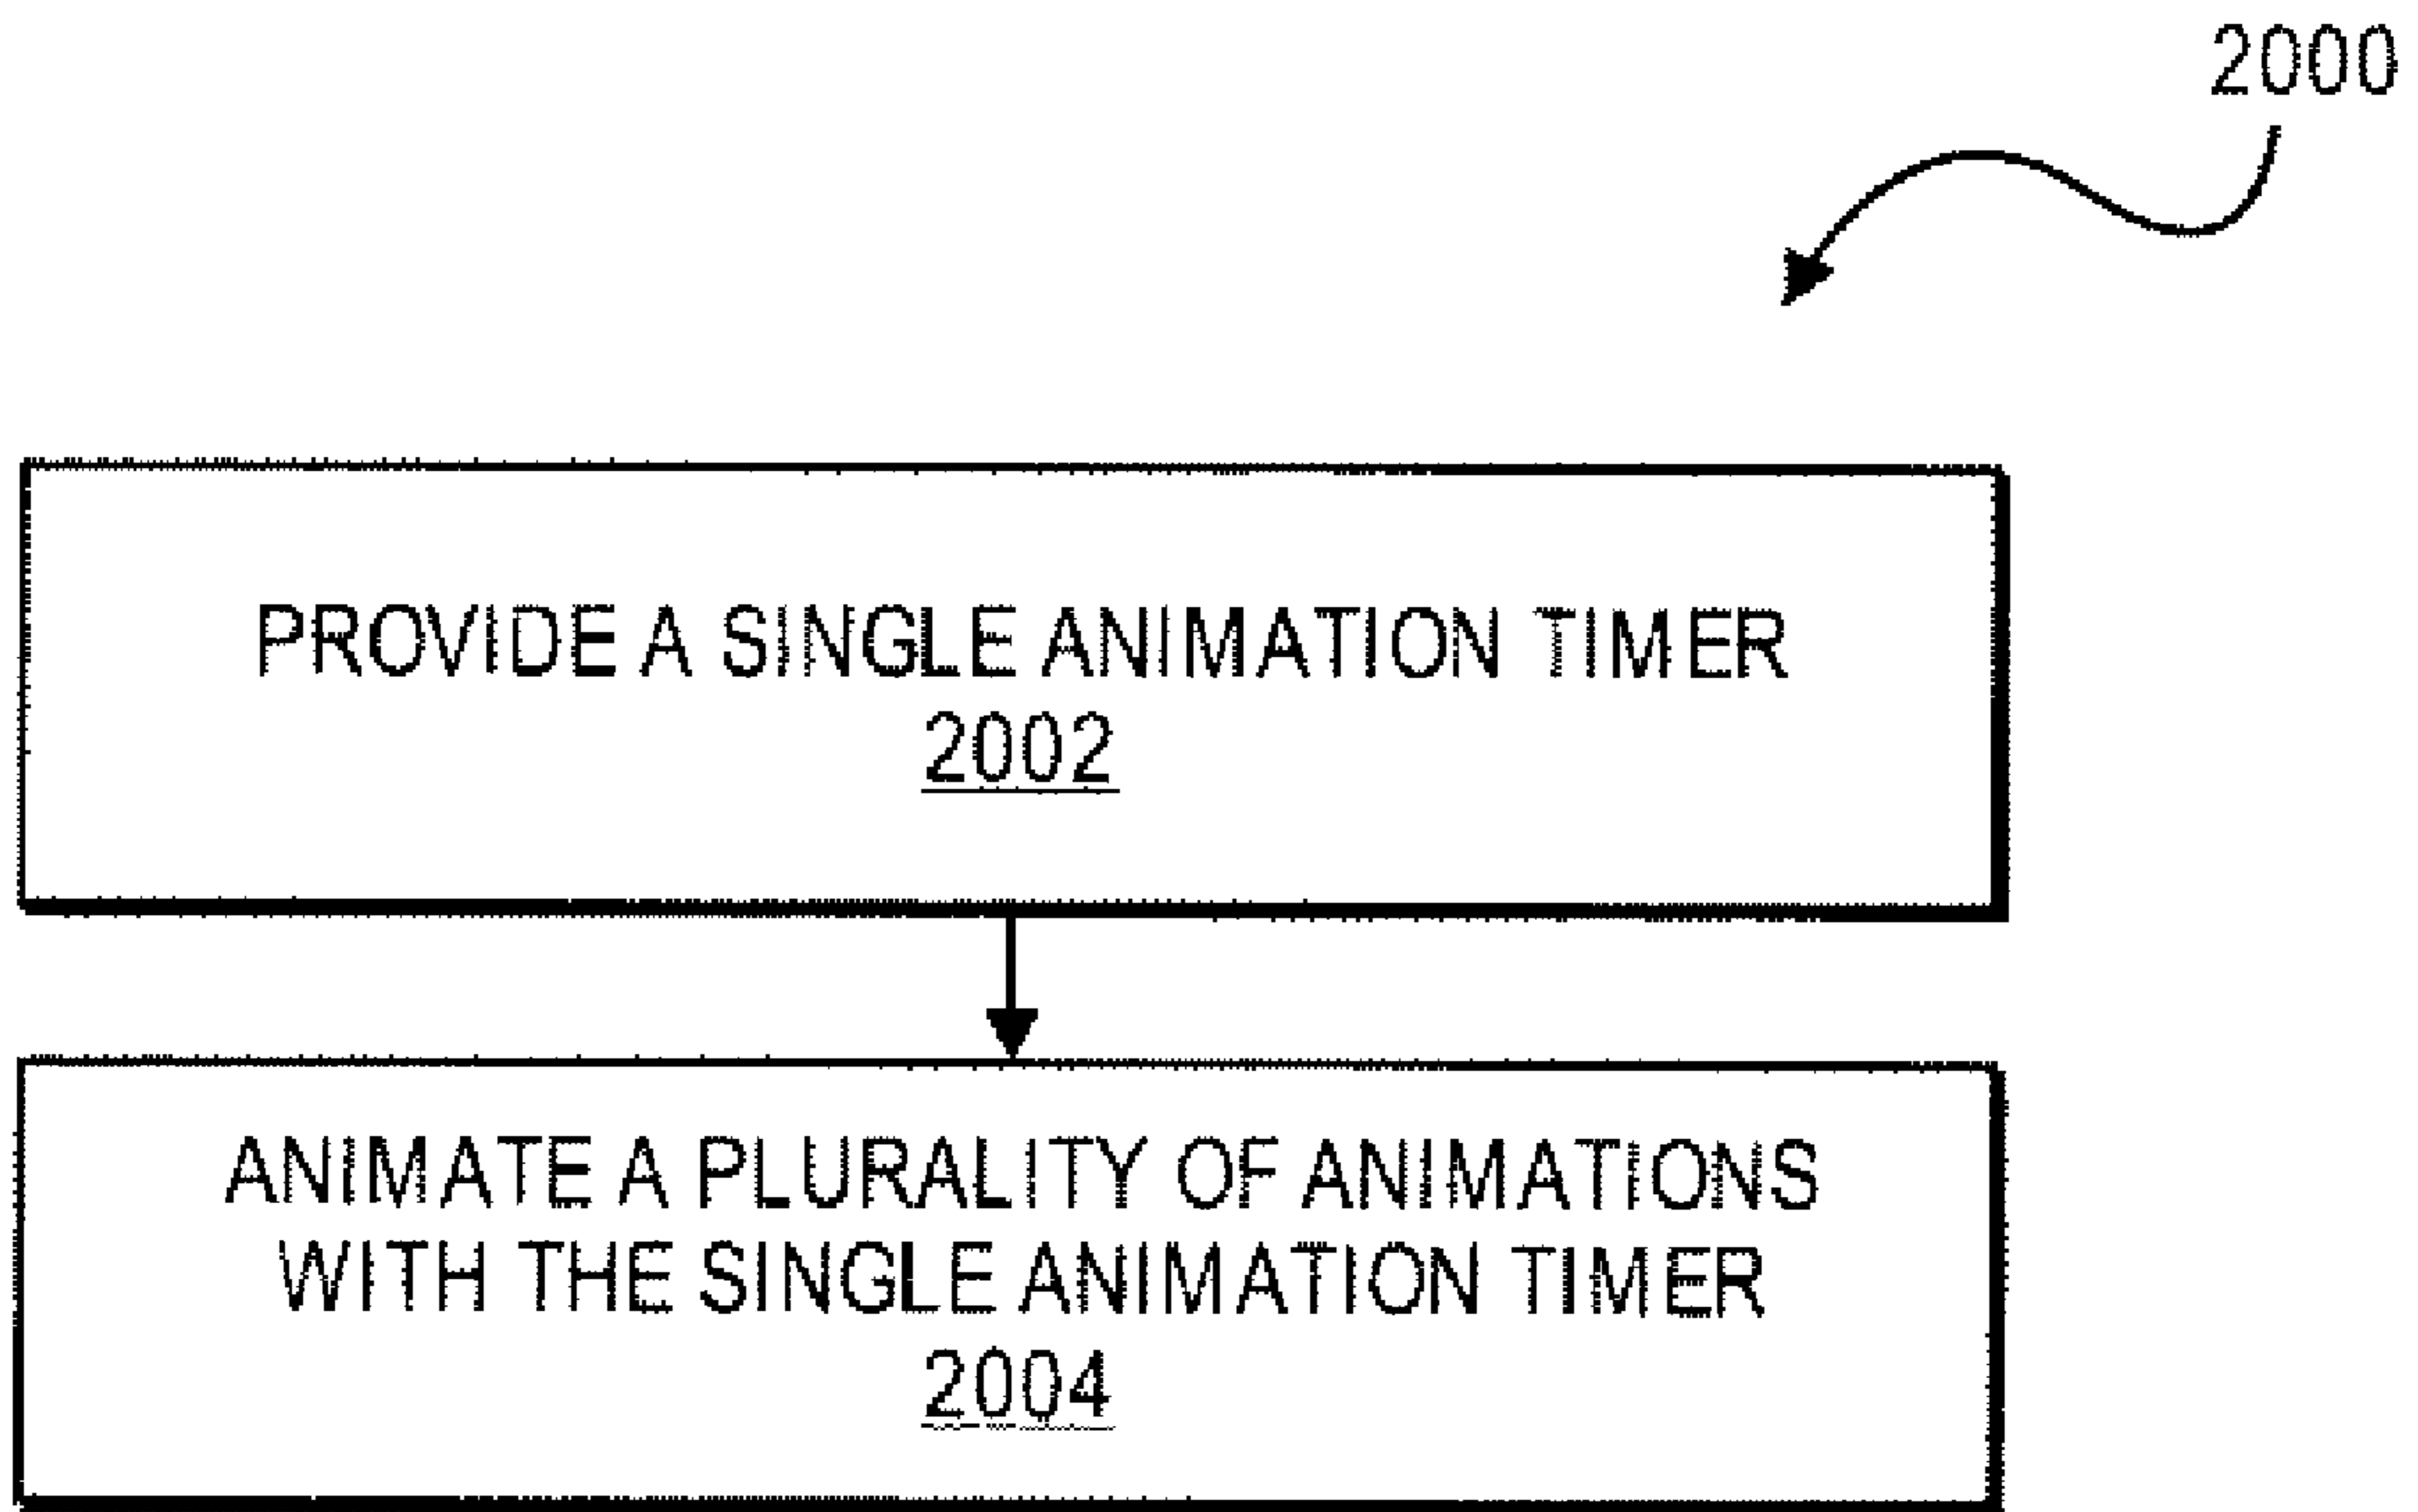 2000
PROVIDE A SINGLE ANIMATION TIMER
2002
ANIMATE A PLURALITY OF ANIMATIONS
WITH THE SINGLE ANIMATION TIMER
2004